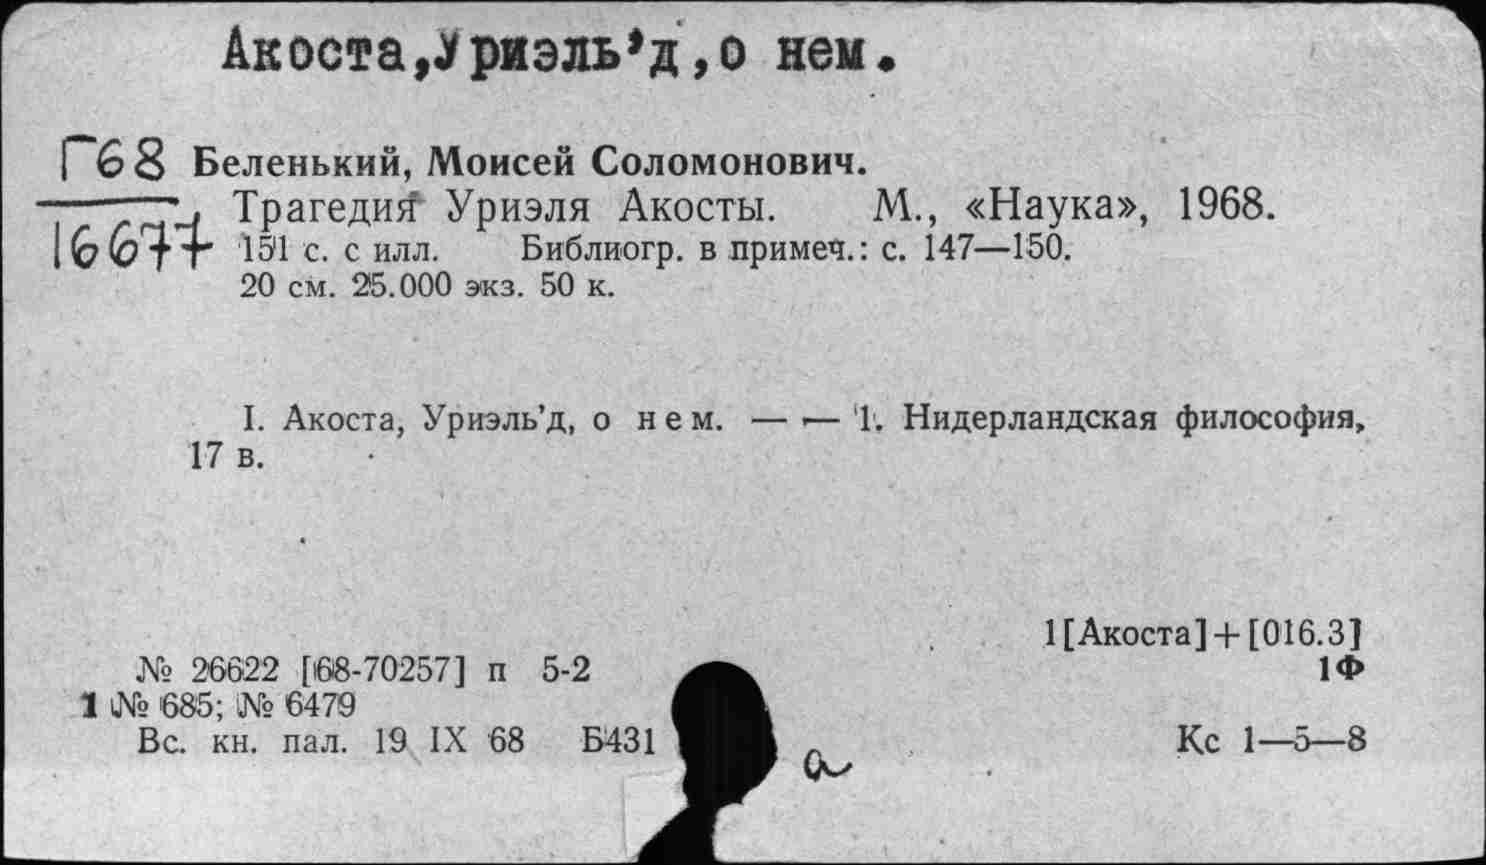 Акоста,Уриэль’д,о нем.
Г68 Беленький, Моисей Соломонович.
16677 Трагедия Уриэля Акосты. М., «Наука», 1968.
151 с. с илл. Библиогр. в примеч.: с. 147—150.
20 см. 25.000 экз. 50 к.
I. Акоста, Уриэль’д, о нем. — — 1. Нидерландская философия,
17 в.
1[Акоста]+[016.3]
№ 26622 [68-70257] п 5-2 1Ф
1 № 685; № 6479
Вс. кн. пал. 19 IX 68 Б431 а Кс 1—5—8